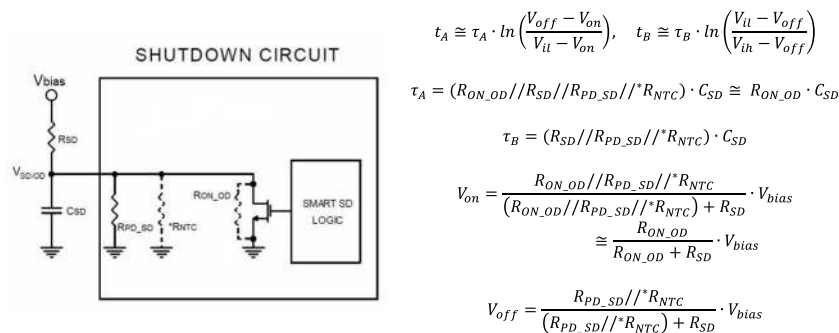 SHUTDOWN CIRCUIT
Vbias
RSD
VSD/OD
CSD
RPD_SD
*RNTC
RON_OD
SMART SD
LOGIC
t_A ≅ τ_A · ln((V_off − V_on)/(V_il − V_on)), t_B ≅ τ_B · ln((V_il − V_off)/(V_ih − V_off))
τ_A = (R_ON_OD//R_SD//R_PD_SD//*R_NTC) · C_SD ≅ R_ON_OD · C_SD
τ_B = (R_SD//R_PD_SD//*R_NTC) · C_SD
V_on = (R_ON_OD//R_PD_SD//*R_NTC)/((R_ON_OD//R_PD_SD//*R_NTC) + R_SD) · V_bias
≅ R_ON_OD/(R_ON_OD + R_SD) · V_bias
V_off = (R_PD_SD//*R_NTC)/((R_PD_SD//*R_NTC) + R_SD) · V_bias